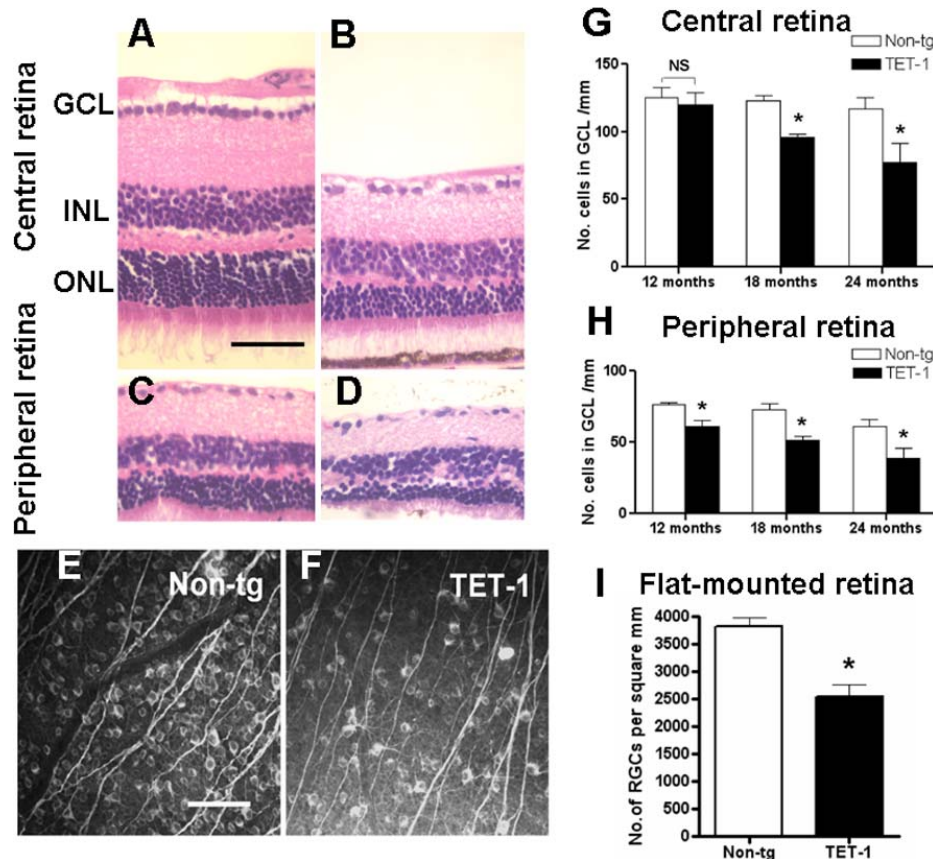 A
B
Central retina
GCL
INL
ONL
Peripheral retina
C
D
E
Non-tg
F
TET-1
G
Central retina
Non-tg
TET-1
No. cells in GCL /mm
150
100
50
0
NS
*
*
12 months
18 months
24 months
H
Peripheral retina
Non-tg
TET-1
No. cells in GCL /mm
100
50
0
*
*
*
12 months
18 months
24 months
I
Flat-mounted retina
No.of RGCs per square mm
4000
3500
3000
2500
2000
1500
1000
500
0
*
Non-tg
TET-1